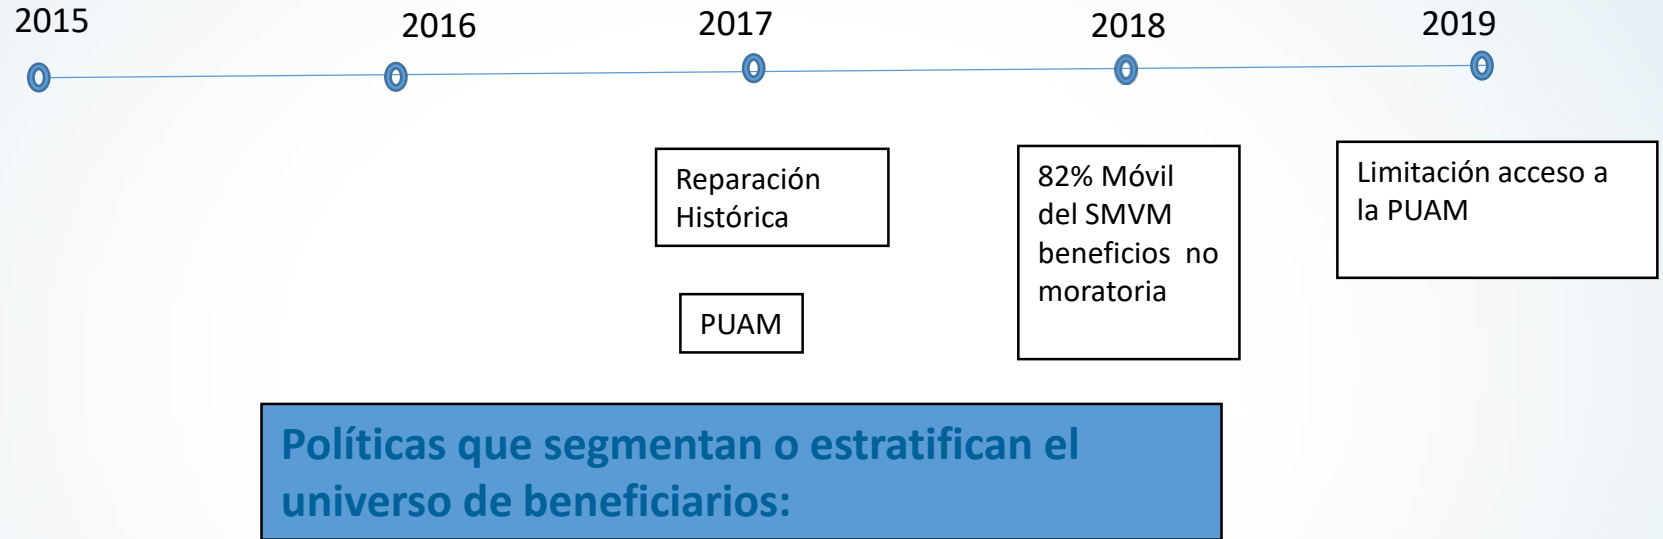 2015
2016
2017
2018
2019
Reparación
Histórica
PUAM
82% Móvil
del SMVM
beneficios no
moratoria
Limitación acceso a
la PUAM
Políticas que segmentan o estratifican el
universo de beneficiarios: